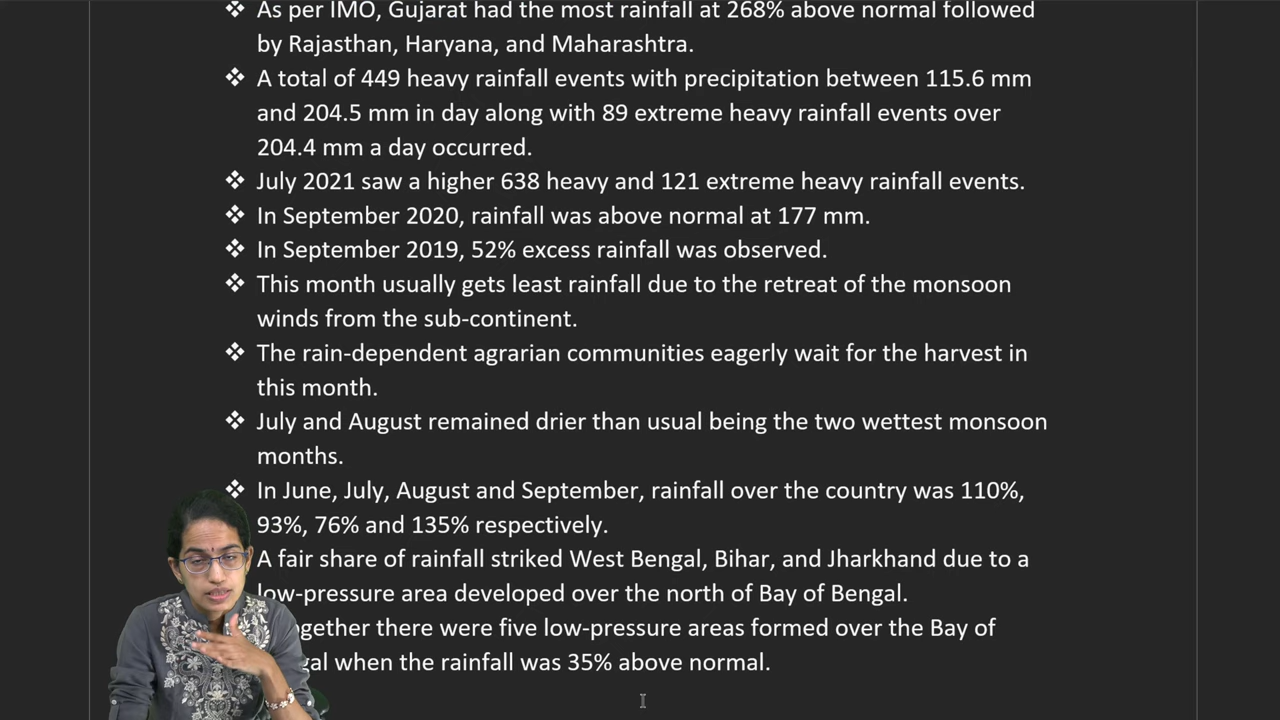 ❖ As per IMO, Gujarat had the most rainfall at 268% above normal followed
by Rajasthan, Haryana, and Maharashtra.
❖ A total of 449 heavy rainfall events with precipitation between 115.6 mm
and 204.5 mm in day along with 89 extreme heavy rainfall events over
204.4 mm a day occurred.
❖ July 2021 saw a higher 638 heavy and 121 extreme heavy rainfall events.
❖ In September 2020, rainfall was above normal at 177 mm.
❖ In September 2019, 52% excess rainfall was observed.
❖ This month usually gets least rainfall due to the retreat of the monsoon
winds from the sub-continent.
❖ The rain-dependent agrarian communities eagerly wait for the harvest in
this month.
❖ July and August remained drier than usual being the two wettest monsoon
months.
❖ In June, July, August and September, rainfall over the country was 110%,
93%, 76% and 135% respectively.
A fair share of rainfall striked West Bengal, Bihar, and Jharkhand due to a
low-pressure area developed over the north of Bay of Bengal.
there were five low-pressure areas formed over the Bay of
when the rainfall was 35% above normal.